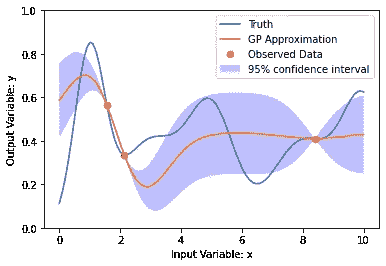 Truth
GP Approximation
Observed Data
95% confidence interval
1.0
0.8
0.6
0.4
0.2
0.0
Output Variable: y
0 2 4 6 8 10
Input Variable: x